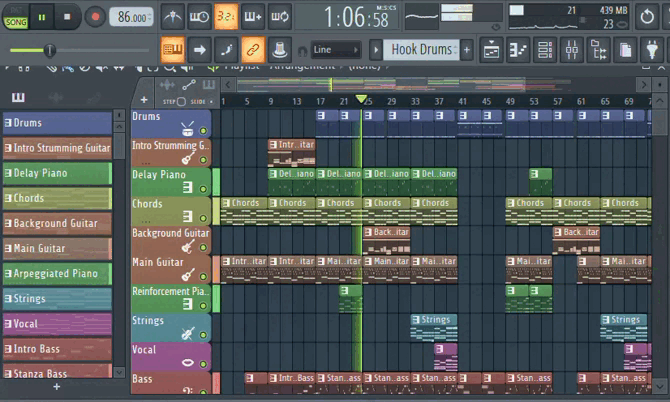 SONG
86.000
3 2 1
1:06:58
M:S:CS
21
439 MB
23
Line
Hook Drums
Playlist - Arrangement > (none)
STEP SLIDE
1 5 9 13 17 21 25 29 33 37 41 45 49 53 57 61 65 69
Drums
Intro Strumming Guitar
Delay Piano
Chords
Background Guitar
Main Guitar
Arpeggiated Piano
Strings
Vocal
Intro Bass
Stanza Bass
Drums
Intro Strumming G..
Intr..itar
Delay Piano
Del..iano Del..iano Del..iano Del..iano
Chords
Chords Chords Chords Chords Chords Chords Chords Chords
Background Guitar
Back..itar Back..itar
Main Guitar
Intr..itar Intr..itar Mai..itar Mai..itar Mai..itar Mai..itar Mai..itar
Reinforcement Pia..
Strings
Strings Strings
Vocal
Bass
Intr..Bass Stan..ass Stan..ass Stan..ass Stan..ass Stan..ass